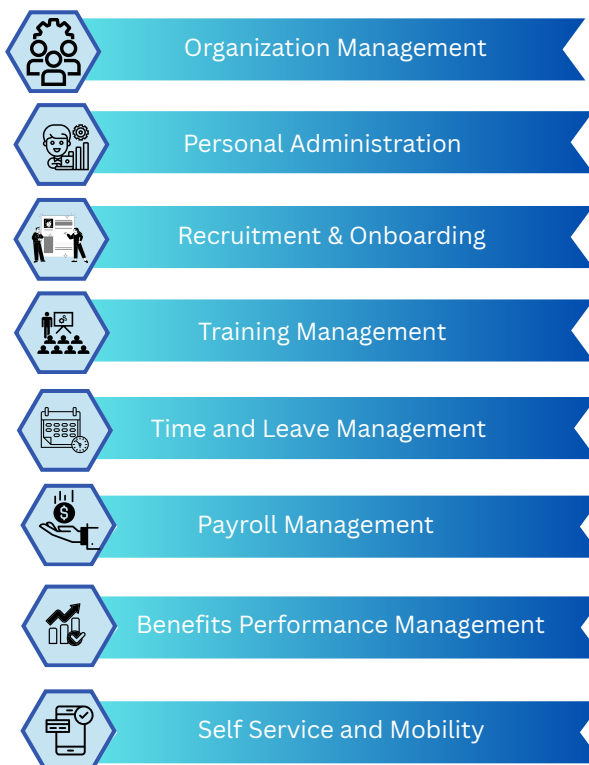 Organization Management
Personal Administration
Recruitment & Onboarding
Training Management
Time and Leave Management
Payroll Management
Benefits Performance Management
Self Service and Mobility